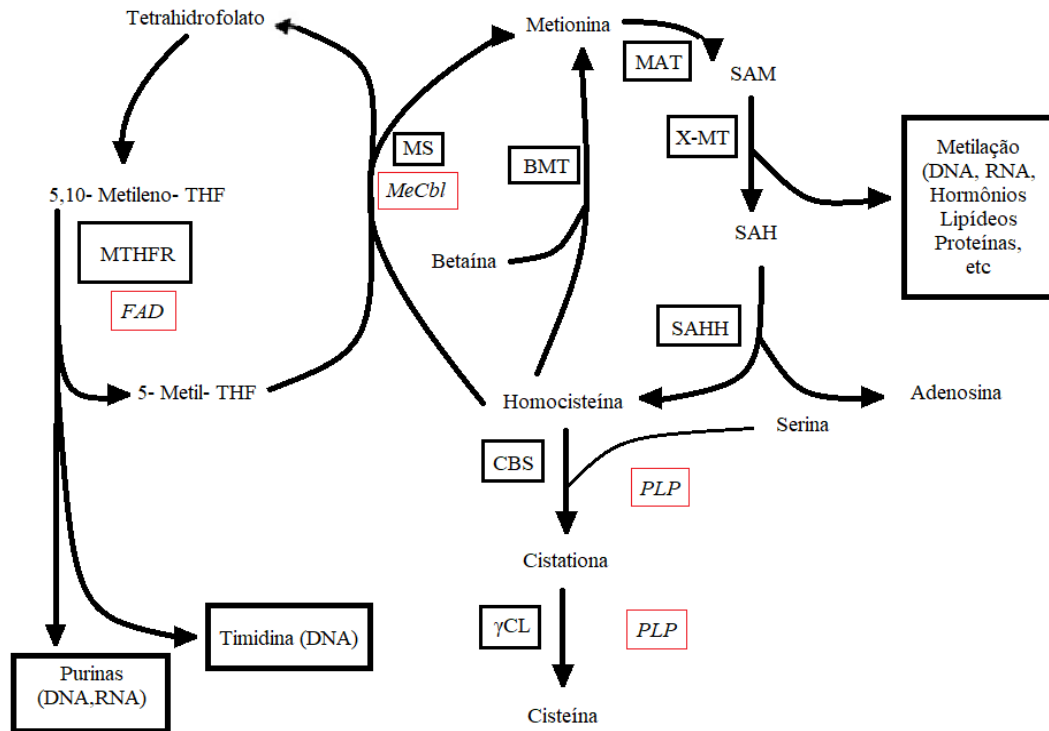 Tetrahidrofolato
Metionina
MAT
SAM
MS
MeCbl
BMT
X-MT
Metilação
(DNA, RNA,
Hormônios
Lipídeos
Proteínas,
etc
5,10- Metileno- THF
MTHFR
FAD
Betaína
SAH
SAHH
5- Metil- THF
Homocisteína
Adenosina
Serina
CBS
PLP
Cistationa
γCL
PLP
Timidina (DNA)
Purinas
(DNA,RNA)
Cisteína